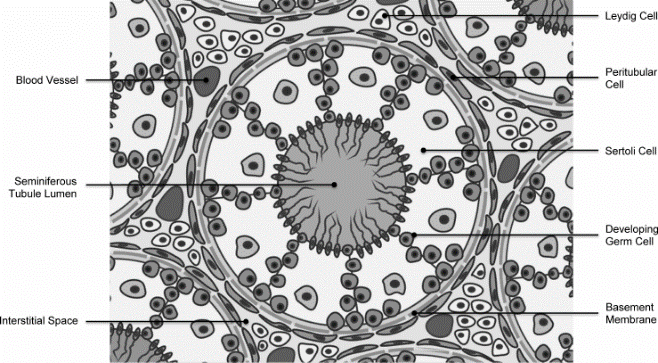 Leydig Cell
Blood Vessel
Peritubular
Cell
Sertoli Cell
Seminiferous
Tubule Lumen
Developing
Germ Cell
Interstitial Space
Basement
Membrane